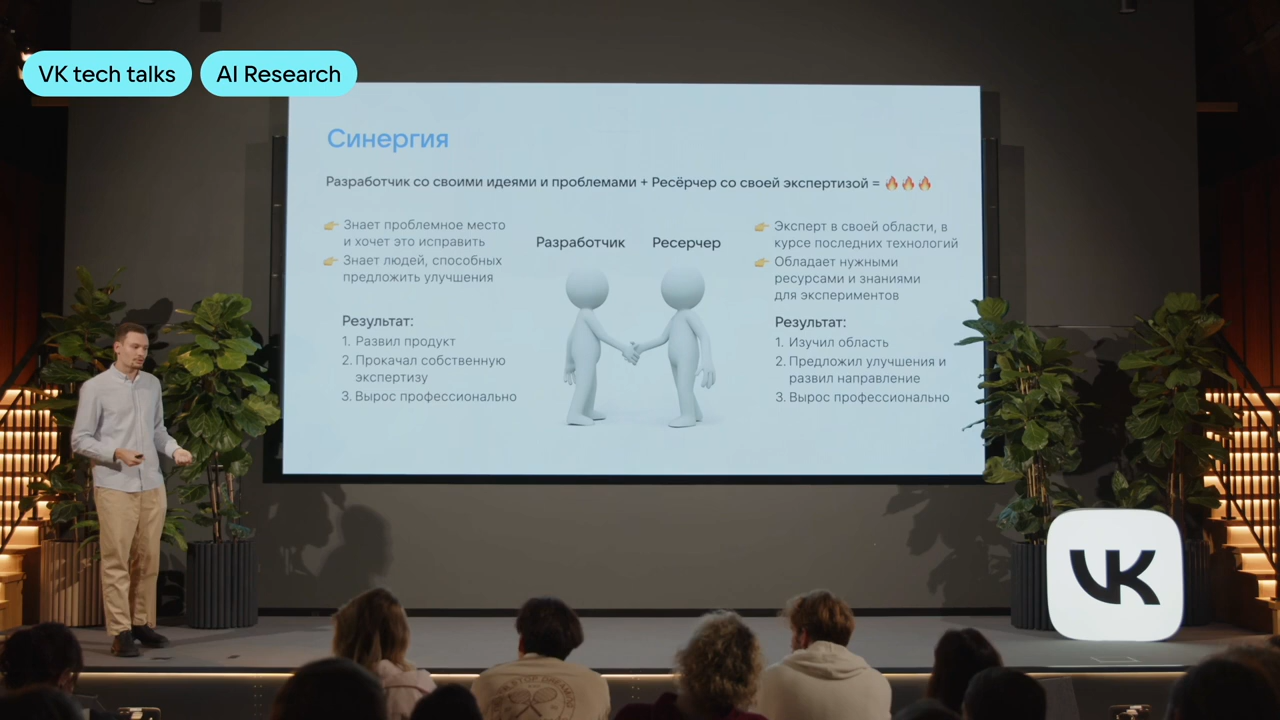 VK tech talks
AI Research
Синергия
Разработчик со своими идеями и проблемами + Ресёрчер со своей экспертизой = 🔥🔥🔥
👉 Знает проблемное место
и хочет это исправить
👉 Знает людей, способных
предложить улучшения
Результат:
1. Развил продукт
2. Прокачал собственную
экспертизу
3. Вырос профессионально
Разработчик
Ресерчер
👉 Эксперт в своей области, в
курсе последних технологий
👉 Обладает нужными
ресурсами и знаниями
для экспериментов
Результат:
1. Изучил область
2. Предложил улучшения и
развил направление
3. Вырос профессионально
VK